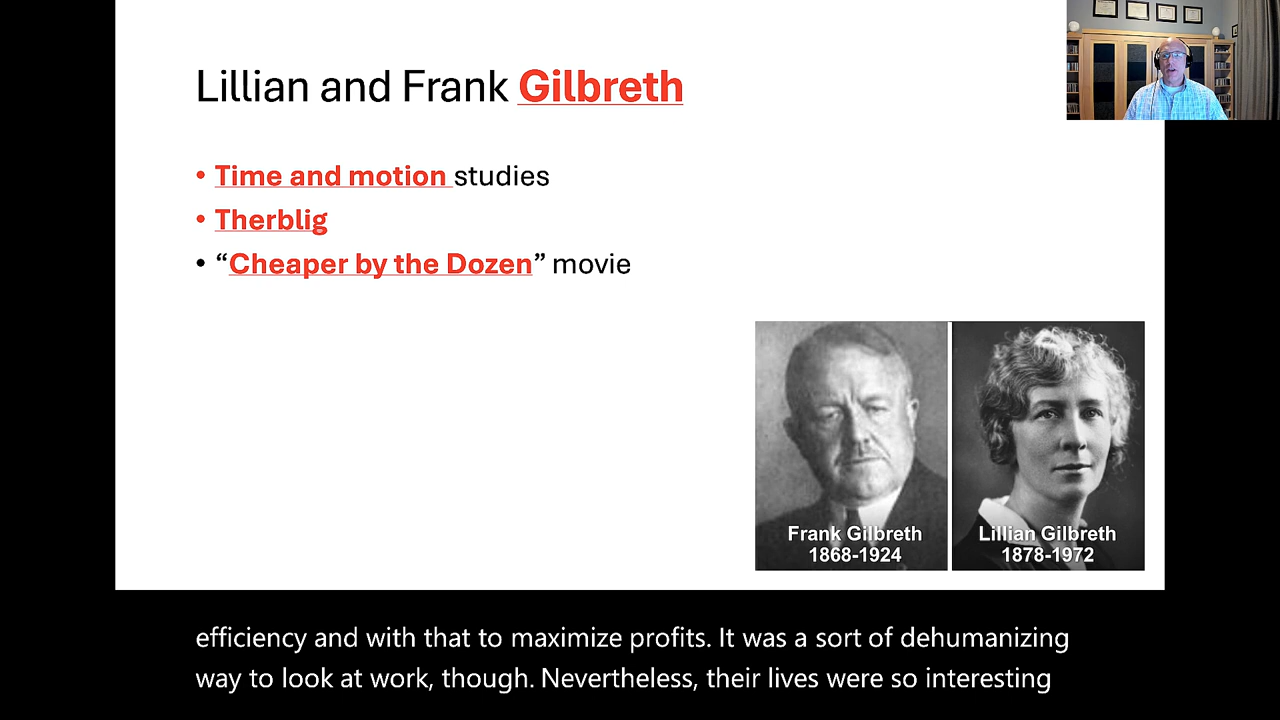 Lillian and Frank Gilbreth
• Time and motion studies
• Therblig
• “Cheaper by the Dozen” movie
Frank Gilbreth
1868-1924
Lillian Gilbreth
1878-1972
efficiency and with that to maximize profits. It was a sort of dehumanizing
way to look at work, though. Nevertheless, their lives were so interesting